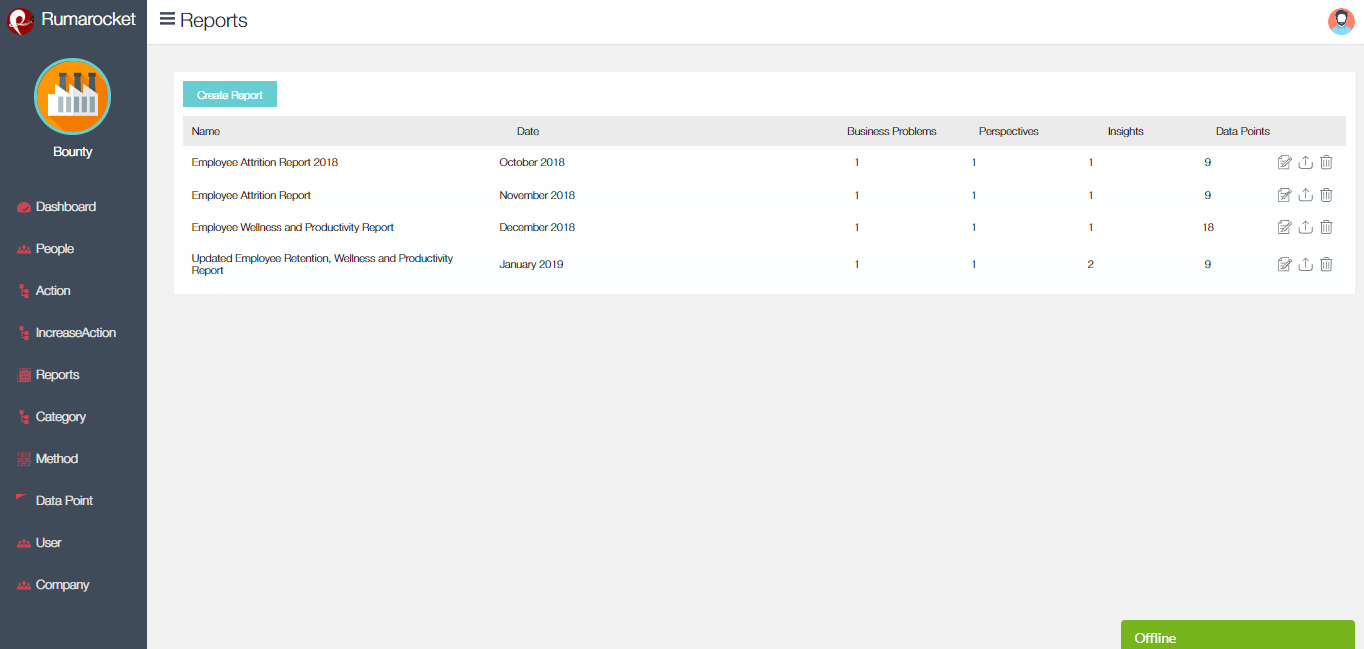 Rumarocket
Reports
Bounty
Dashboard
People
Action
IncreaseAction
Reports
Category
Method
Data Point
User
Company
Create Report
Name Date Business Problems Perspectives Insights Data Points
Employee Attrition Report 2018 October 2018 1 1 1 9
Employee Attrition Report November 2018 1 1 1 9
Employee Wellness and Productivity Report December 2018 1 1 1 18
Updated Employee Retention, Wellness and Productivity
Report January 2019 1 1 2 9
Offline